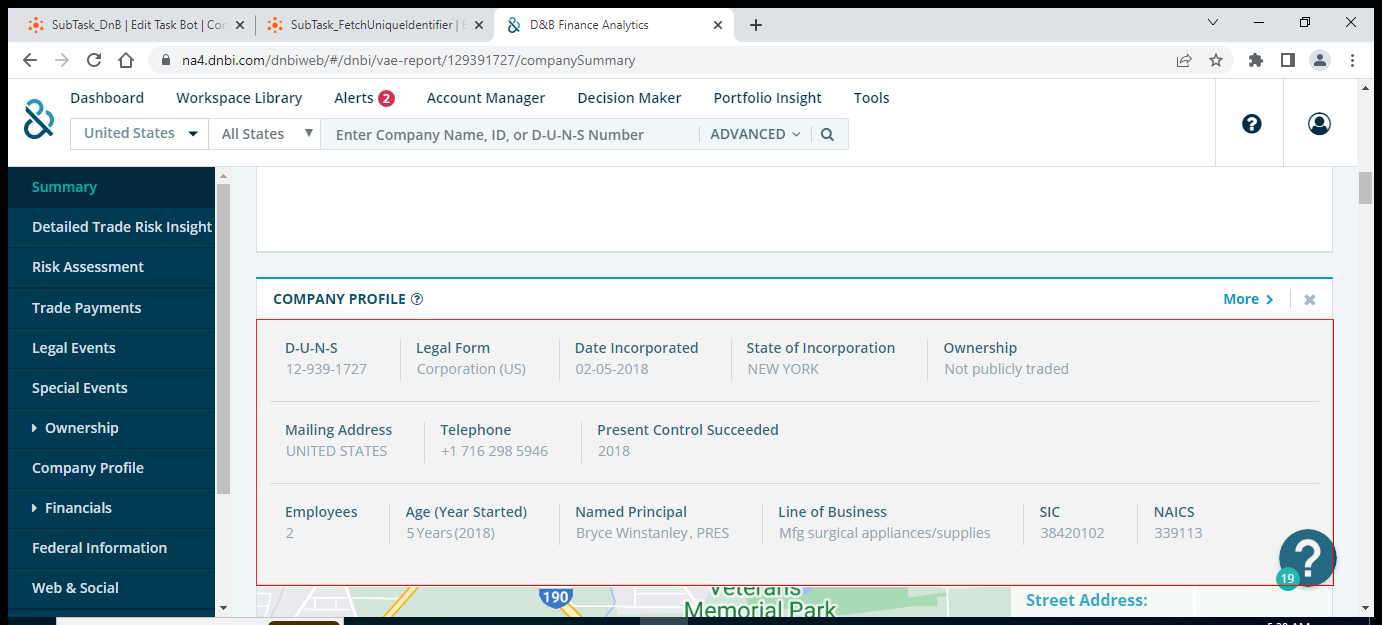 SubTask_DnB | Edit Task Bot | Con
SubTask_FetchUniqueIdentifier | E
D&B Finance Analytics
na4.dnbi.com/dnbiweb/#/dnbi/vae-report/129391727/companySummary
Dashboard Workspace Library Alerts 2 Account Manager Decision Maker Portfolio Insight Tools
United States All States Enter Company Name, ID, or D-U-N-S Number ADVANCED
Summary
Detailed Trade Risk Insight
Risk Assessment
Trade Payments
Legal Events
Special Events
Ownership
Company Profile
Financials
Federal Information
Web & Social
COMPANY PROFILE ? More
D-U-N-S Legal Form Date Incorporated State of Incorporation Ownership
12-939-1727 Corporation (US) 02-05-2018 NEW YORK Not publicly traded
Mailing Address Telephone Present Control Succeeded
UNITED STATES +1 716 298 5946 2018
Employees Age (Year Started) Named Principal Line of Business SIC NAICS
2 5 Years (2018) Bryce Winstanley, PRES Mfg surgical appliances/supplies 38420102 339113
?
19
190
Veterans
Memorial Park
Street Address: